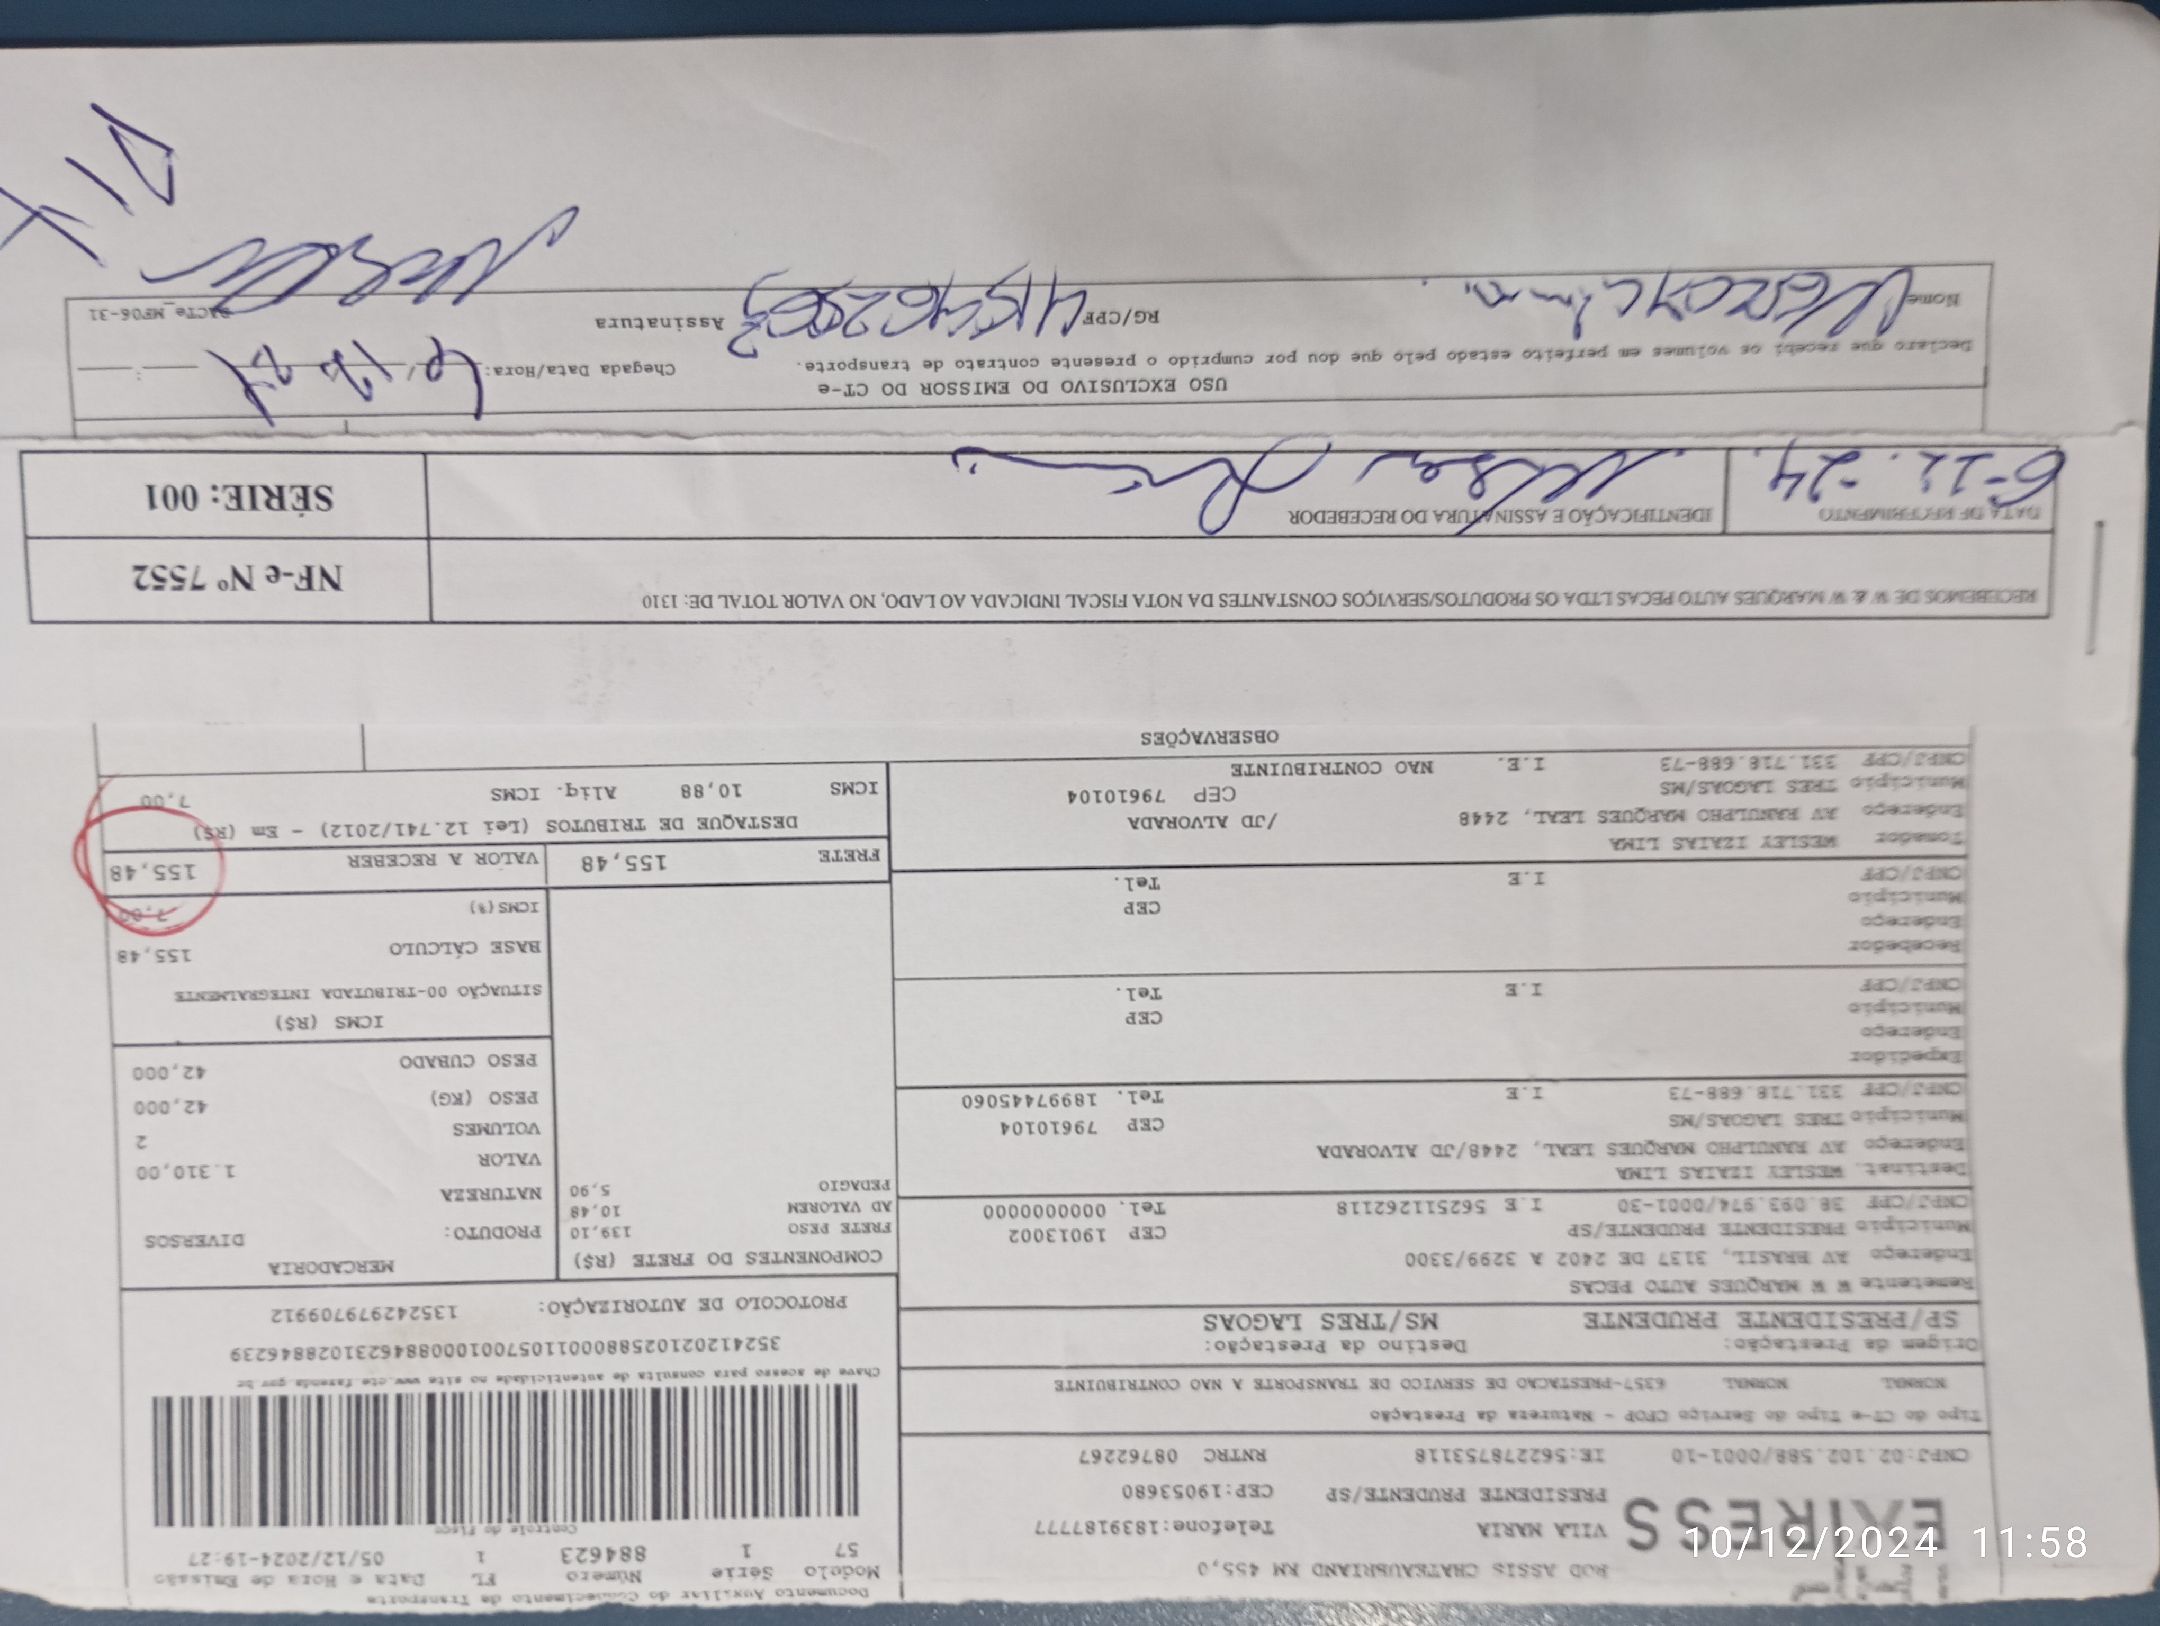 Documento Auxiliar do Conhecimento de Transporte
Modelo Série Número FL Data e Hora de Emissão
57 1 884623 1 05/12/2024-19:27
Controle do Fisco
ROD ASSIS CHATEAUBRIAND KM 455,0
VILA MARIA Telefone:1839187777
PRESIDENTE PRUDENTE/SP CEP:19053680
CNPJ:02.102.588/0001-10 IE:562278753118 RNTRC 08762267
Tipo do CT-e Tipo do Serviço CFOP - Natureza da Prestação
NORMAL NORMAL 6357-PRESTACAO DE SERVICO DE TRANSPORTE A NAO CONTRIBUINTE
Chave de acesso para consulta de autenticidade no site www.cte.fazenda.gov.br
35241202102588000110570010008846231028846239
PROTOCOLO DE AUTORIZAÇÃO: 135242979709912
Origem da Prestação: Destino da Prestação:
SP/PRESIDENTE PRUDENTE MS/TRES LAGOAS
Remetente W W MARQUES AUTO PECAS
Endereço AV BRASIL, 3137 DE 2402 A 3299/3300
Município PRESIDENTE PRUDENTE/SP CEP 19013002
CNPJ/CPF 38.093.974/0001-30 I.E 562511262118 Tel. 00000000000
Destinat. WESLEY IZAIAS LIMA
Endereço AV RANULPHO MARQUES LEAL, 2448/JD ALVORADA
Município TRES LAGOAS/MS CEP 79610104
CNPJ/CPF 331.718.688-73 I.E Tel. 18997445060
Expedidor
Endereço
Município CEP
CNPJ/CPF I.E Tel.
Recebedor
Endereço
Município CEP
CNPJ/CPF I.E Tel.
Tomador WESLEY IZAIAS LIMA
Endereço AV RANULPHO MARQUES LEAL, 2448 /JD ALVORADA
Município TRES LAGOAS/MS CEP 79610104
CNPJ/CPF 331.718.688-73 I.E. NAO CONTRIBUINTE
COMPONENTES DO FRETE (R$)
FRETE PESO 139,10
AD VALOREM 10,48
PEDAGIO 5,90
MERCADORIA
PRODUTO: DIVERSOS
NATUREZA
VALOR 1.310,00
VOLUMES 2
PESO (KG) 42,000
PESO CUBADO 42,000
ICMS (R$)
SITUAÇÃO 00-TRIBUTADA INTEGRALMENTE
BASE CÁLCULO 155,48
ICMS(%) 7,00
FRETE 155,48 VALOR A RECEBER 155,48
DESTAQUE DE TRIBUTOS (Lei 12.741/2012) - Em (R$)
ICMS 10,88 Aliq. ICMS 7,00
OBSERVAÇÕES
RECEBEMOS DE W & W MARQUES AUTO PECAS LTDA OS PRODUTOS/SERVIÇOS CONSTANTES DA NOTA FISCAL INDICADA AO LADO, NO VALOR TOTAL DE: 1310
NF-e Nº 7552
DATA DE RECEBIMENTO IDENTIFICAÇÃO E ASSINATURA DO RECEBEDOR
SÉRIE: 001
USO EXCLUSIVO DO EMISSOR DO CT-e
Declaro que recebi os volumes em perfeito estado pelo que dou por cumprido o presente contrato de transporte.
Chegada Data/Hora:
Nome RG/CPF Assinatura
DACTe_MF06-31
10/12/2024 11:58